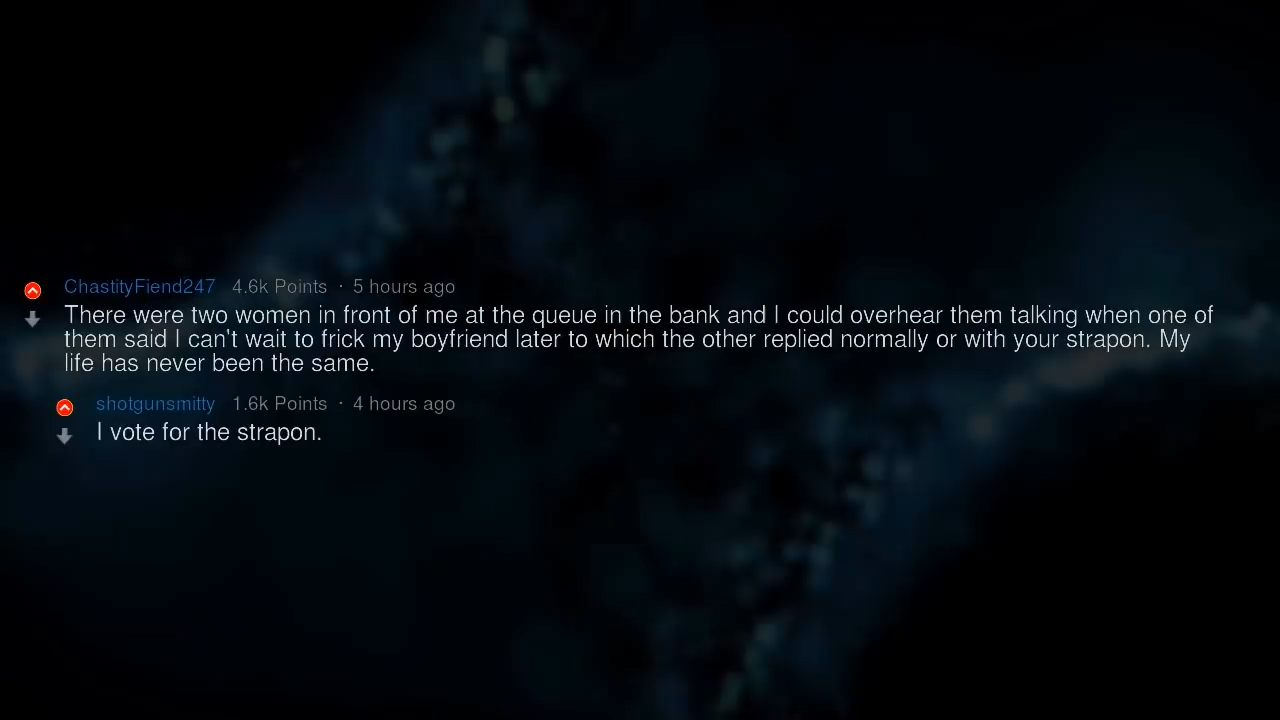 ChastityFiend247 4.6k Points · 5 hours ago
There were two women in front of me at the queue in the bank and I could overhear them talking when one of
them said I can't wait to frick my boyfriend later to which the other replied normally or with your strapon. My
life has never been the same.
shotgunsmitty 1.6k Points · 4 hours ago
I vote for the strapon.